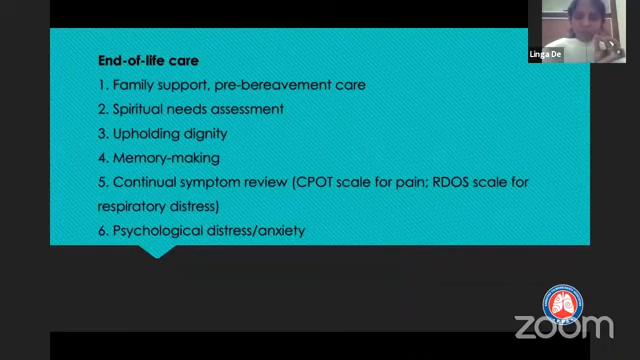 Linga De
End-of-life care
1. Family support, pre-bereavement care
2. Spiritual needs assessment
3. Upholding dignity
4. Memory-making
5. Continual symptom review (CPOT scale for pain; RDOS scale for
respiratory distress)
6. Psychological distress/anxiety
zoom